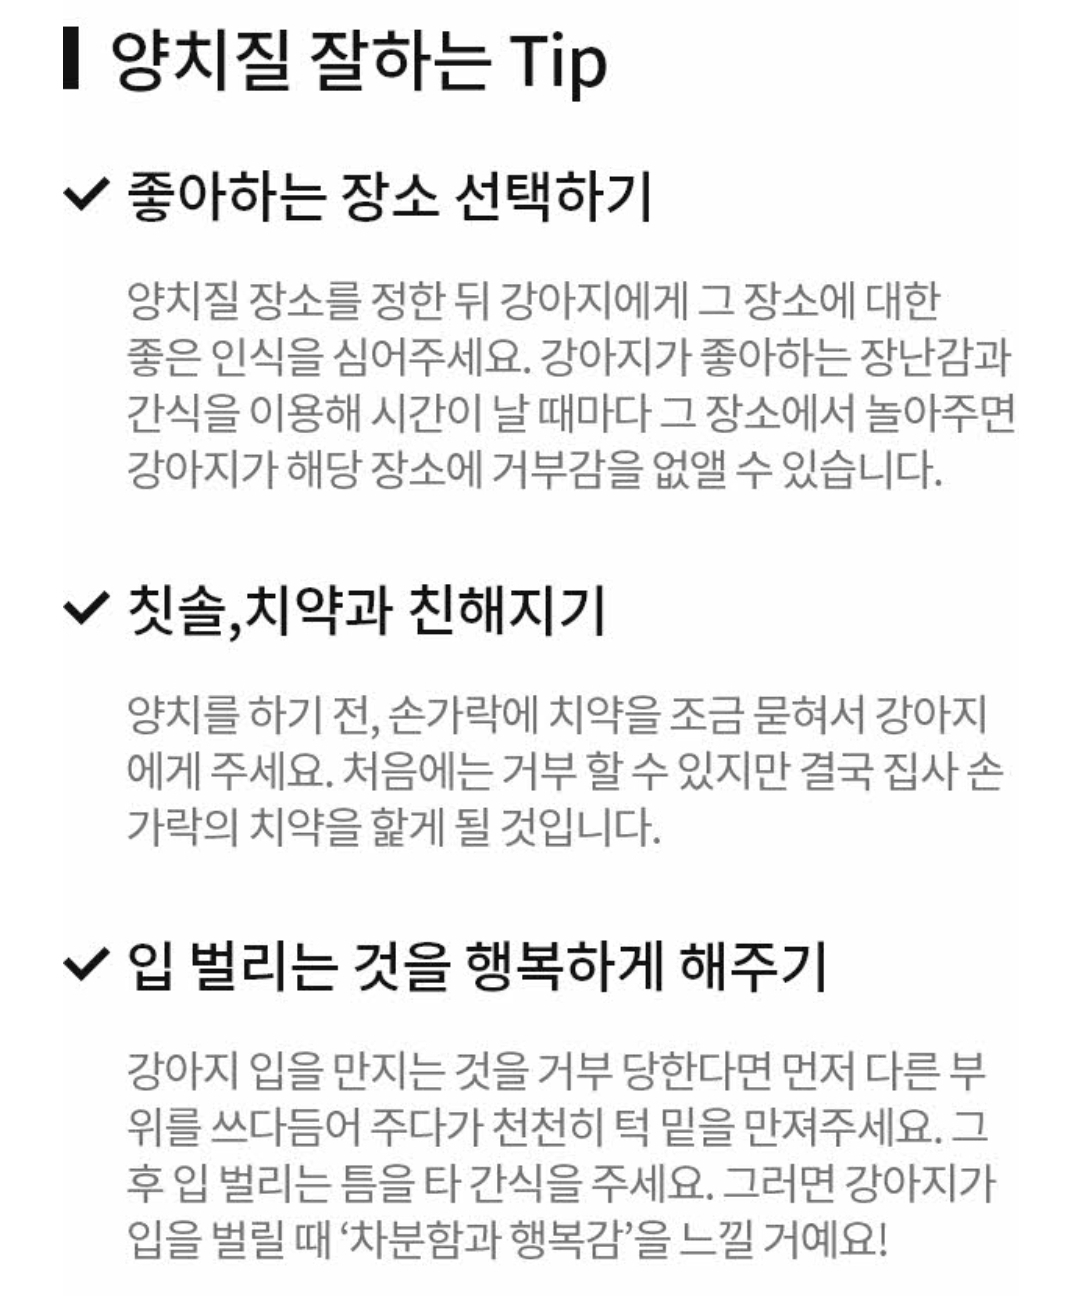 양치질 잘하는 Tip
좋아하는 장소 선택하기
양치질 장소를 정한 뒤 강아지에게 그 장소에 대한
좋은 인식을 심어주세요. 강아지가 좋아하는 장난감과
간식을 이용해 시간이 날 때마다 그 장소에서 놀아주면
강아지가 해당 장소에 거부감을 없앨 수 있습니다.
칫솔,치약과 친해지기
양치를 하기 전, 손가락에 치약을 조금 묻혀서 강아지
에게 주세요. 처음에는 거부 할 수 있지만 결국 집사 손
가락의 치약을 핥게 될 것입니다.
입 벌리는 것을 행복하게 해주기
강아지 입을 만지는 것을 거부 당한다면 먼저 다른 부
위를 쓰다듬어 주다가 천천히 턱 밑을 만져주세요. 그
후 입 벌리는 틈을 타 간식을 주세요. 그러면 강아지가
입을 벌릴 때 ‘차분함과 행복감’을 느낄 거예요!